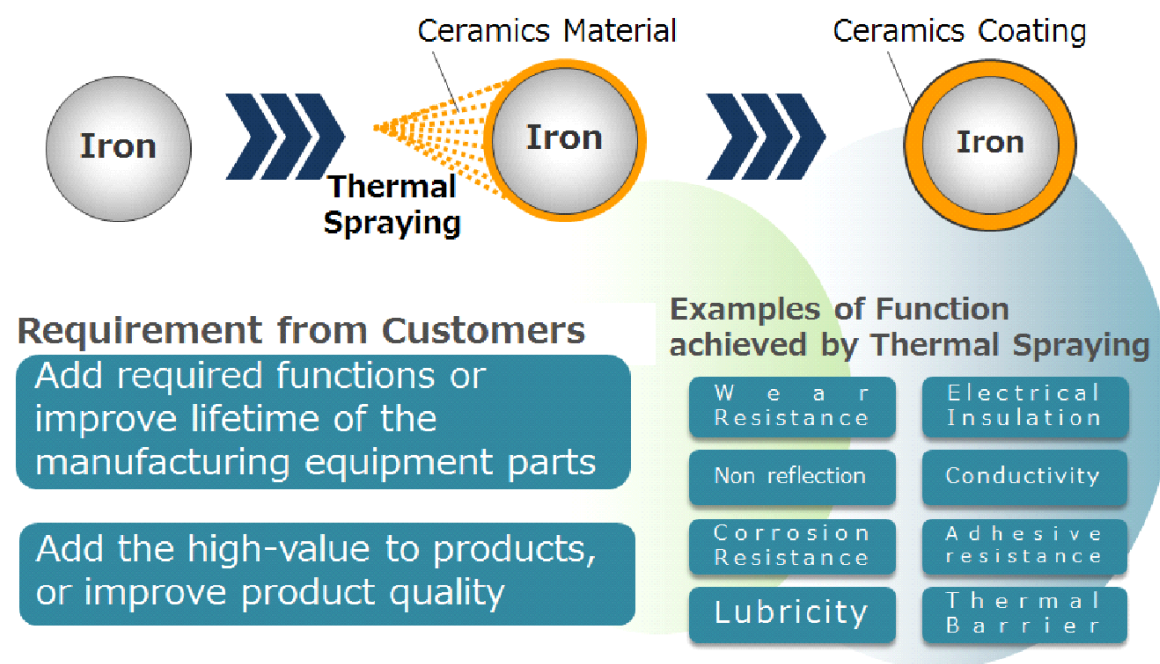 Ceramics Material
Ceramics Coating
Iron
Iron
Iron
Thermal
Spraying
Requirement from Customers
Add required functions or
improve lifetime of the
manufacturing equipment parts
Add the high-value to products,
or improve product quality
Examples of Function
achieved by Thermal Spraying
Wear
Resistance
Electrical
Insulation
Non reflection
Conductivity
Corrosion
Resistance
Adhesive
resistance
Lubricity
Thermal
Barrier